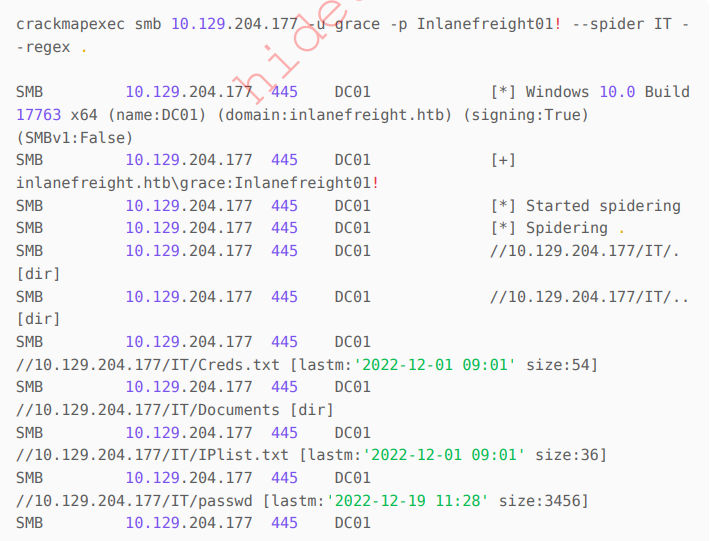 crackmapexec smb 10.129.204.177 -u grace -p Inlanefreight01! --spider IT -
-regex .
SMB 10.129.204.177 445 DC01 [*] Windows 10.0 Build
17763 x64 (name:DC01) (domain:inlanefreight.htb) (signing:True)
(SMBv1:False)
SMB 10.129.204.177 445 DC01 [+]
inlanefreight.htb\grace:Inlanefreight01!
SMB 10.129.204.177 445 DC01 [*] Started spidering
SMB 10.129.204.177 445 DC01 [*] Spidering .
SMB 10.129.204.177 445 DC01 //10.129.204.177/IT/.
[dir]
SMB 10.129.204.177 445 DC01 //10.129.204.177/IT/..
[dir]
SMB 10.129.204.177 445 DC01
//10.129.204.177/IT/Creds.txt [lastm:'2022-12-01 09:01' size:54]
SMB 10.129.204.177 445 DC01
//10.129.204.177/IT/Documents [dir]
SMB 10.129.204.177 445 DC01
//10.129.204.177/IT/IPlist.txt [lastm:'2022-12-01 09:01' size:36]
SMB 10.129.204.177 445 DC01
//10.129.204.177/IT/passwd [lastm:'2022-12-19 11:28' size:3456]
SMB 10.129.204.177 445 DC01